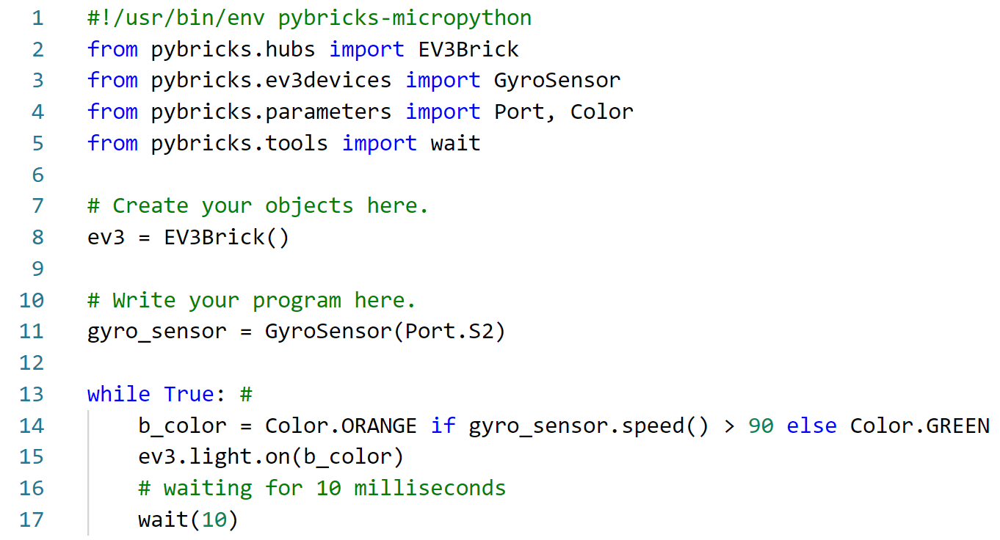 1 #!/usr/bin/env pybricks-micropython
2 from pybricks.hubs import EV3Brick
3 from pybricks.ev3devices import GyroSensor
4 from pybricks.parameters import Port, Color
5 from pybricks.tools import wait
6
7 # Create your objects here.
8 ev3 = EV3Brick()
9
10 # Write your program here.
11 gyro_sensor = GyroSensor(Port.S2)
12
13 while True: #
14     b_color = Color.ORANGE if gyro_sensor.speed() > 90 else Color.GREEN
15     ev3.light.on(b_color)
16     # waiting for 10 milliseconds
17     wait(10)